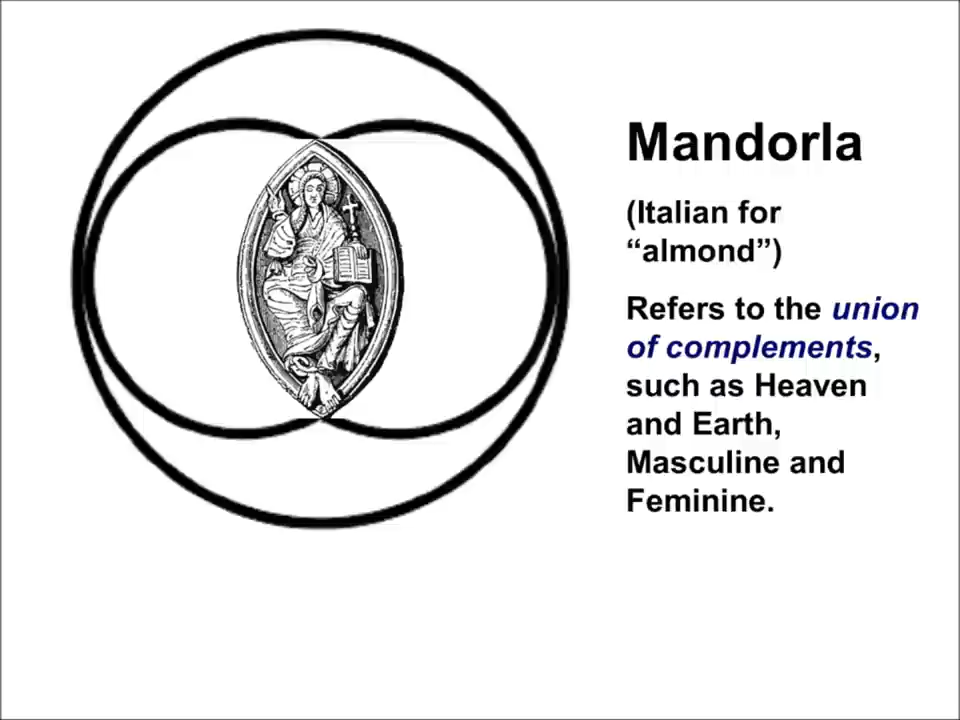 Mandorla
(Italian for
“almond”)
Refers to the union
of complements,
such as Heaven
and Earth,
Masculine and
Feminine.